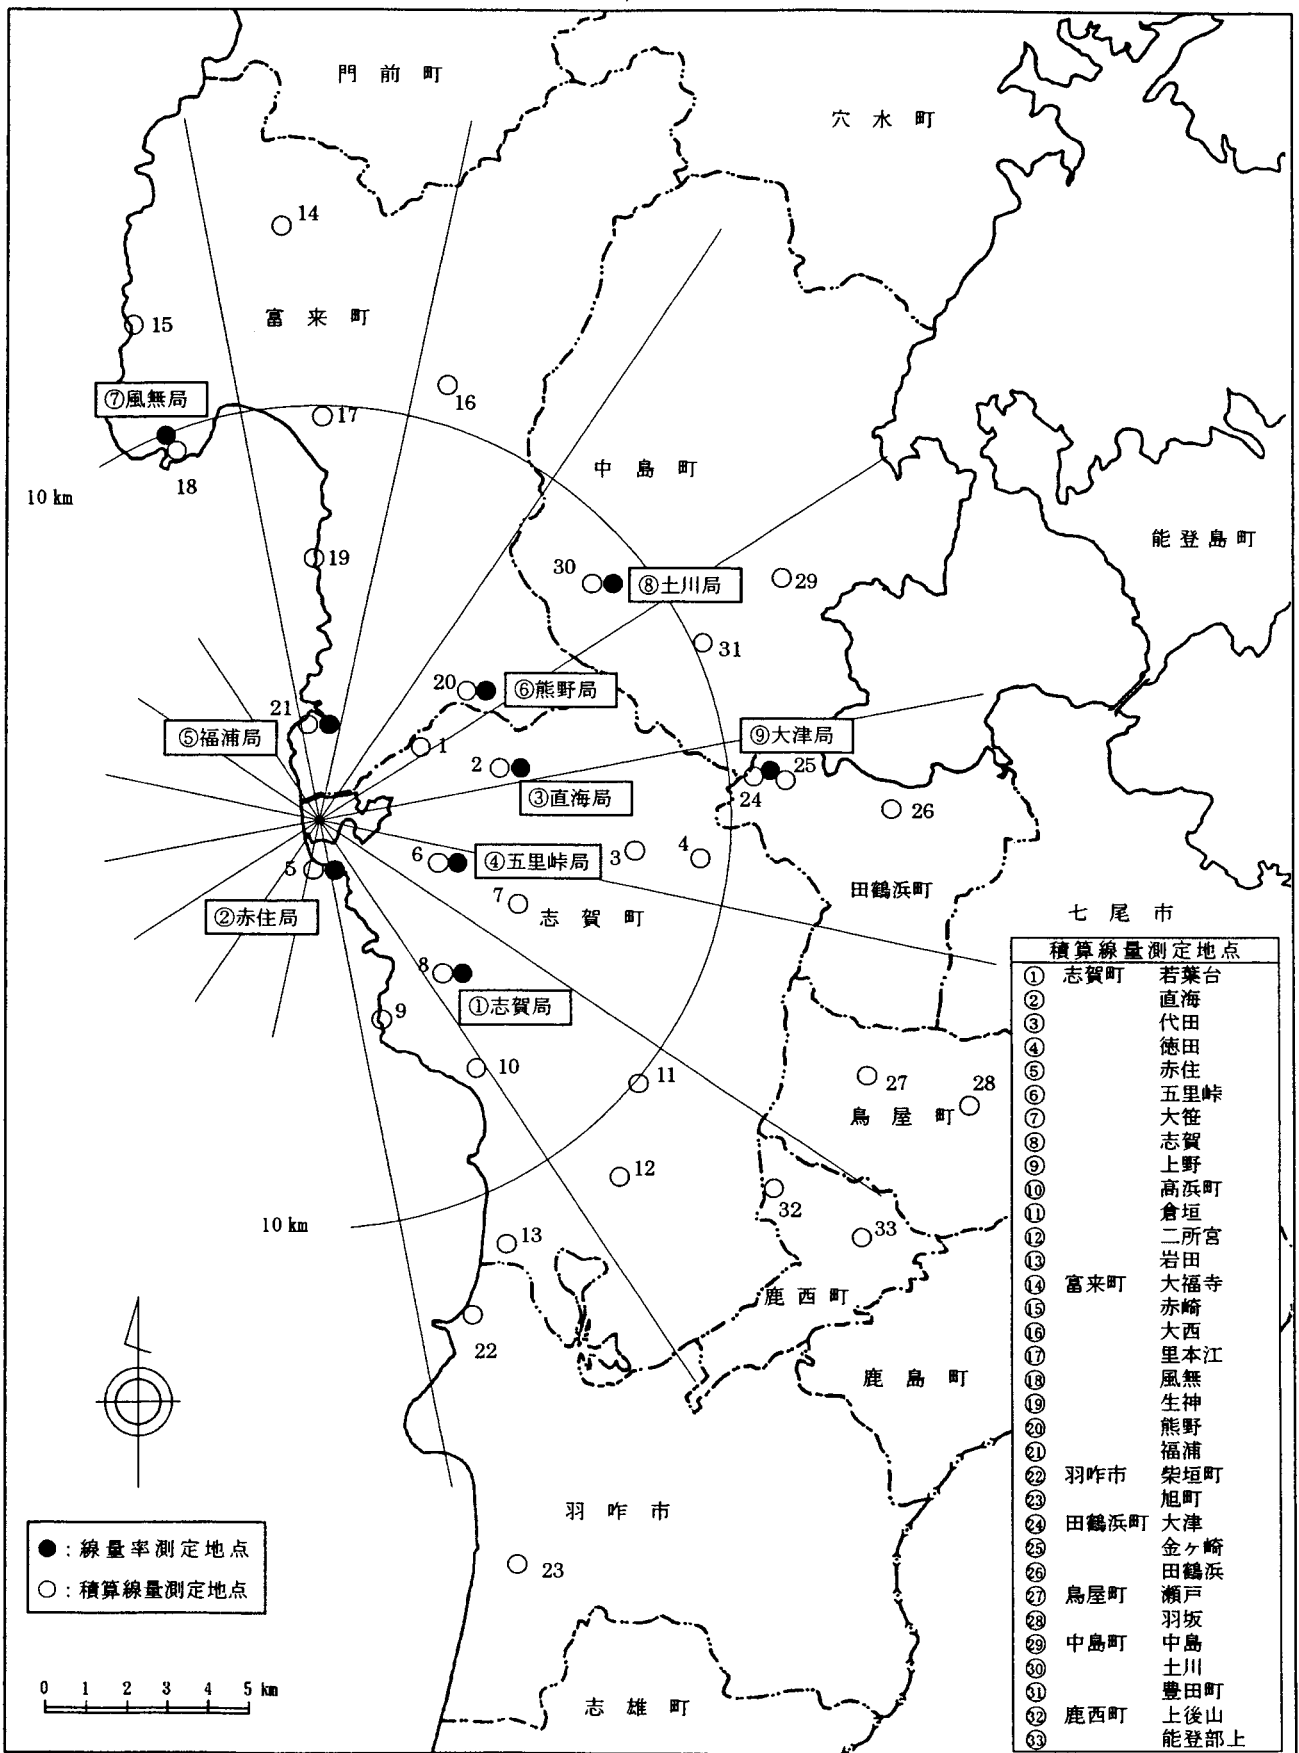 門前町
穴水町
14
富来町
15
⑦風無局
16
17
中島町
18
10 km
能登島町
19
30
⑧土川局
29
31
20
⑥熊野局
21
⑤福浦局
⑨大津局
1
2
25
③直海局
24
26
④五里峠局
6
3
4
5
田鶴浜町
7
志賀町
②赤住局
七尾市
8
①志賀局
9
10
11
27
28
鳥屋町
12
32
10 km
13
33
鹿西町
22
鹿島町
羽咋市
23
志雄町
●：線量率測定地点
○：積算線量測定地点
0 1 2 3 4 5 km
積算線量測定地点
① 志賀町 若葉台
② 直海
③ 代田
④ 徳田
⑤ 赤住
⑥ 五里峠
⑦ 大笹
⑧ 志賀
⑨ 上野
⑩ 高浜町
⑪ 倉垣
⑫ 二所宮
⑬ 岩田
⑭ 富来町 大福寺
⑮ 赤崎
⑯ 大西
⑰ 里本江
⑱ 風無
⑲ 生神
⑳ 熊野
㉑ 福浦
㉒ 羽咋市 柴垣町
㉓ 旭町
㉔ 田鶴浜町 大津
㉕ 金ヶ崎
㉖ 田鶴浜
㉗ 鳥屋町 瀬戸
㉘ 羽坂
㉙ 中島町 中島
㉚ 土川
㉛ 豊田町
㉜ 鹿西町 上後山
㉝ 能登部上